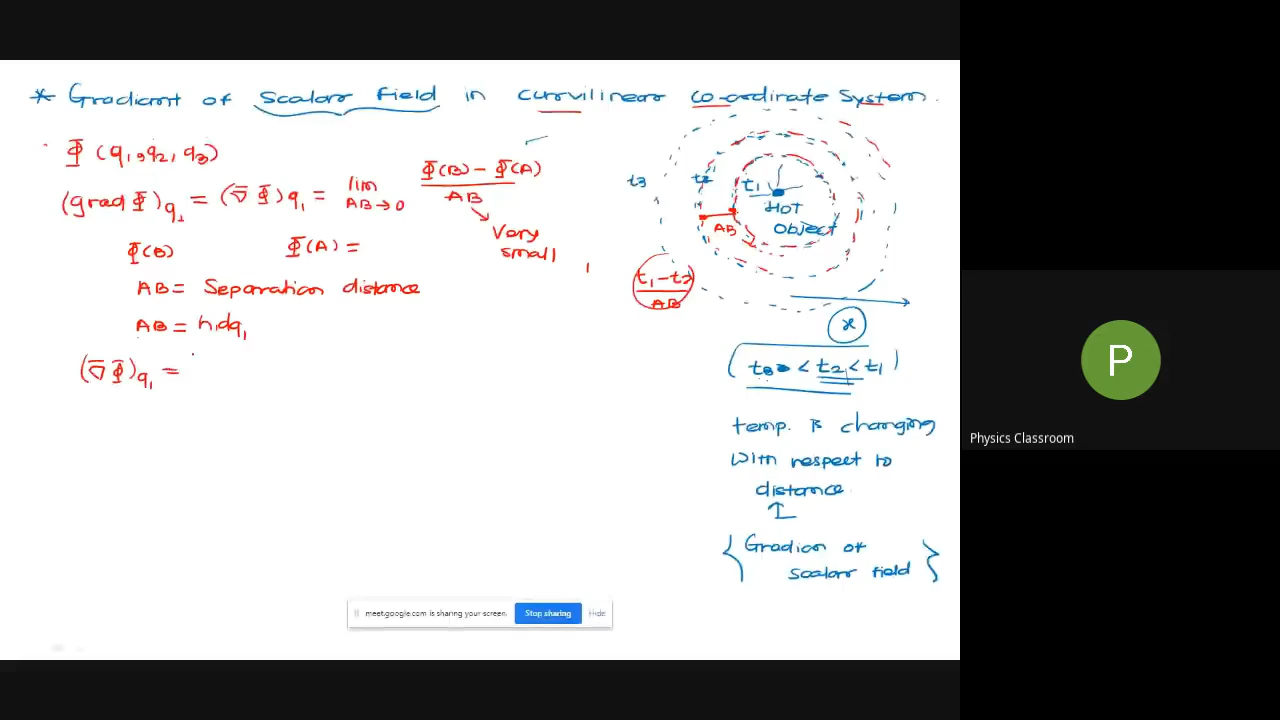 * Gradiant of Scalar Field in curvilinear co-ordinate System.
Φ (q1, q2, q3)
(grad Φ)q1 = (∇̄ Φ)q1 = lim AB→0 Φ(B) − Φ(A) / AB
Very small
Φ(B) Φ(A) =
AB = Separation distance
AB = h1dq1
(∇̄ Φ)q1 =
t3 t2 t1
HOT
object
AB
t1 − t2 / AB
x
(t3 < t2 < t1)
temp. is changing
With respect to
distance
{ Gradian of
scalar field }
meet.google.com is sharing your screen. Stop sharing Hide
P
Physics Classroom